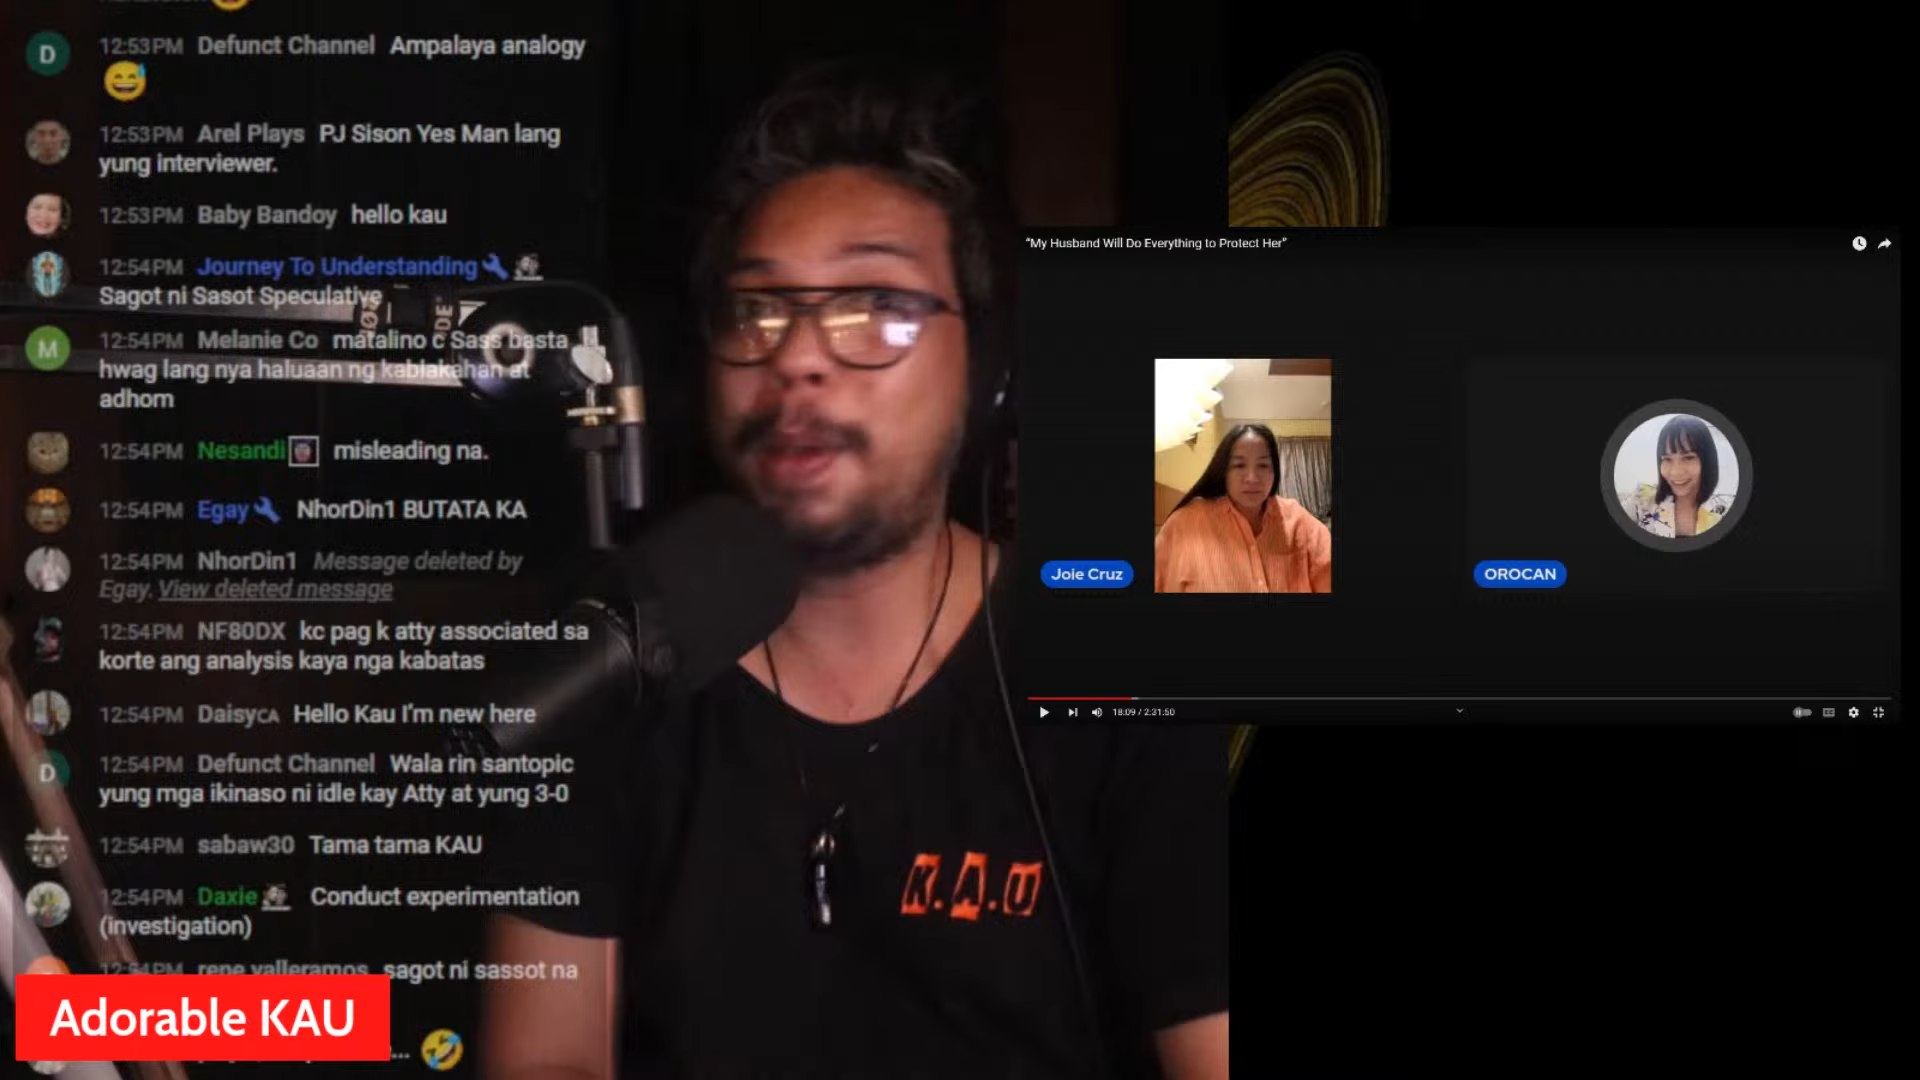 12:53PM Defunct Channel Ampalaya analogy
12:53PM Arel Plays PJ Sison Yes Man lang
yung interviewer.
12:53PM Baby Bandoy hello kau
12:54PM Journey To Understanding
Sagot ni Sasot Speculative
12:54PM Melanie Co matalino c Sass basta
hwag lang nya haluaan ng kablakahan at
adhom
12:54PM Nesandi misleading na.
12:54PM Egay NhorDin1 BUTATA KA
12:54PM NhorDin1 Message deleted by
Egay. View deleted message
12:54PM NF80DX kc pag k atty associated sa
korte ang analysis kaya nga kabatas
12:54PM DaisyCA Hello Kau I'm new here
12:54PM Defunct Channel Wala rin santopic
yung mga ikinaso ni idle kay Atty at yung 3-0
12:54PM sabaw30 Tama tama KAU
12:54PM Daxie Conduct experimentation
(investigation)
12:54PM rene valleramos sagot ni sassot na
...
Adorable KAU
D
M
D
RODE
K.A.U
“My Husband Will Do Everything to Protect Her”
Joie Cruz
OROCAN
18:09 / 2:31:50